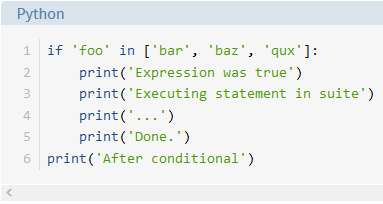 Python
1 if 'foo' in ['bar', 'baz', 'qux']:
2     print('Expression was true')
3     print('Executing statement in suite')
4     print('...')
5     print('Done.')
6 print('After conditional')